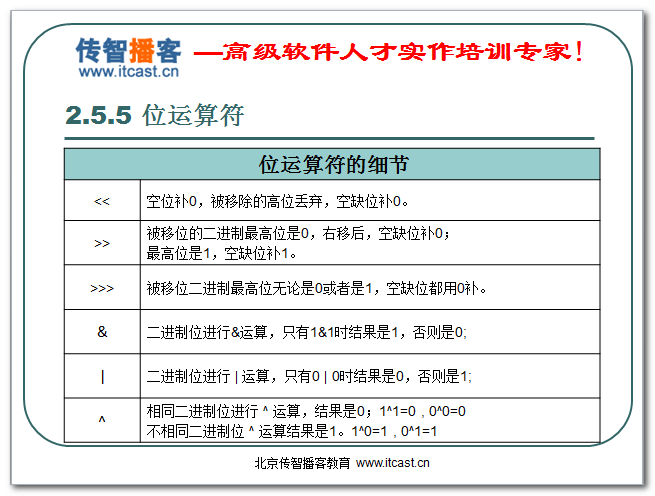 传智播客 —高级软件人才实作培训专家!
www.itcast.cn
2.5.5 位运算符
位运算符的细节
<< 空位补0，被移除的高位丢弃，空缺位补0。
>> 被移位的二进制最高位是0，右移后，空缺位补0；
最高位是1，空缺位补1。
>>> 被移位二进制最高位无论是0或者是1，空缺位都用0补。
& 二进制位进行&运算，只有1&1时结果是1，否则是0;
| 二进制位进行 | 运算，只有0 | 0时结果是0，否则是1;
^ 相同二进制位进行 ^ 运算，结果是0；1^1=0 , 0^0=0
不相同二进制位 ^ 运算结果是1。1^0=1 , 0^1=1
北京传智播客教育 www.itcast.cn